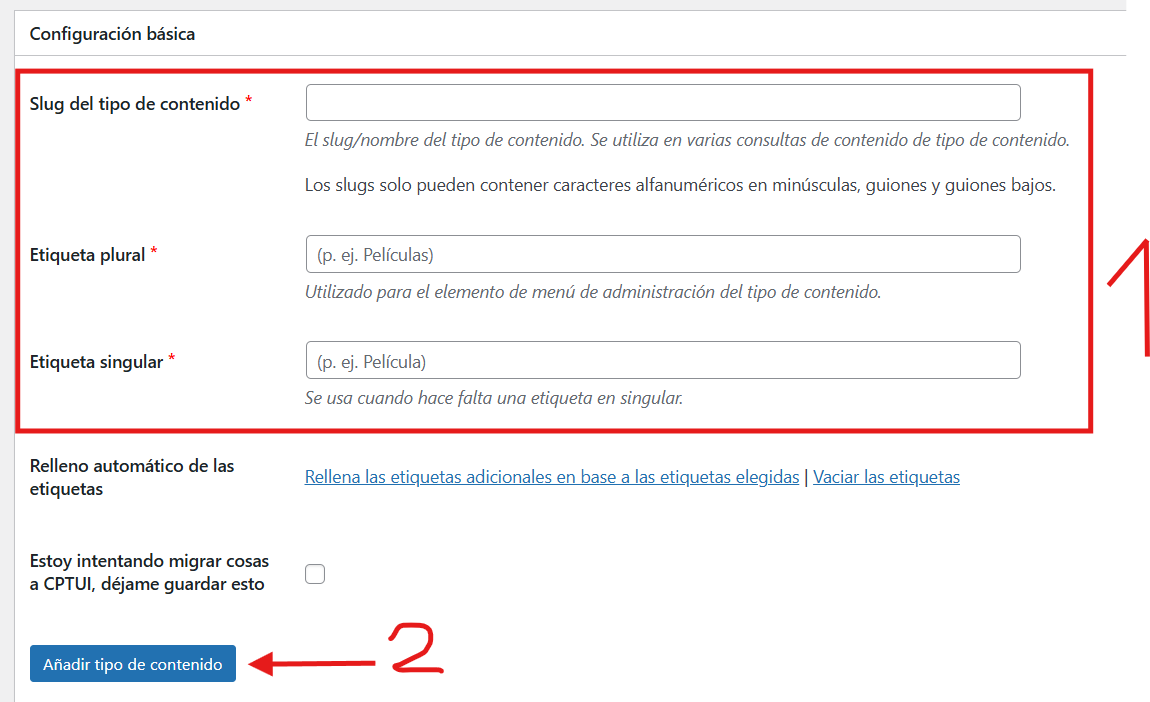 Configuración básica
Slug del tipo de contenido *
El slug/nombre del tipo de contenido. Se utiliza en varias consultas de contenido de tipo de contenido.
Los slugs solo pueden contener caracteres alfanuméricos en minúsculas, guiones y guiones bajos.
1
Etiqueta plural *
(p. ej. Películas)
Utilizado para el elemento de menú de administración del tipo de contenido.
Etiqueta singular *
(p. ej. Película)
Se usa cuando hace falta una etiqueta en singular.
Relleno automático de las
etiquetas
Rellena las etiquetas adicionales en base a las etiquetas elegidas | Vaciar las etiquetas
Estoy intentando migrar cosas
a CPTUI, déjame guardar esto
Añadir tipo de contenido
2